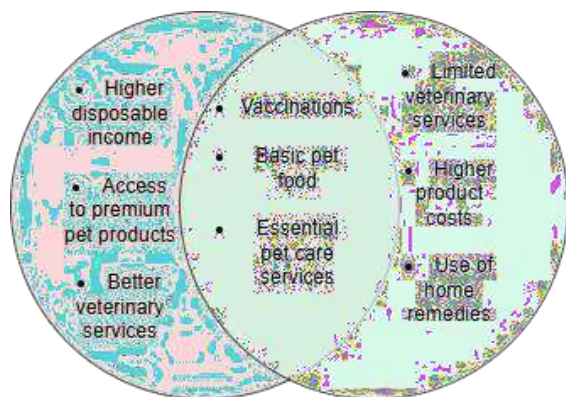 • Higher
disposable
income
• Access
to premium
pet products
• Better
veterinary
services
• Vaccinations
• Basic pet
food
• Essential
pet care
services
• Limited
veterinary
services
• Higher
product
costs
• Use of
home
remedies